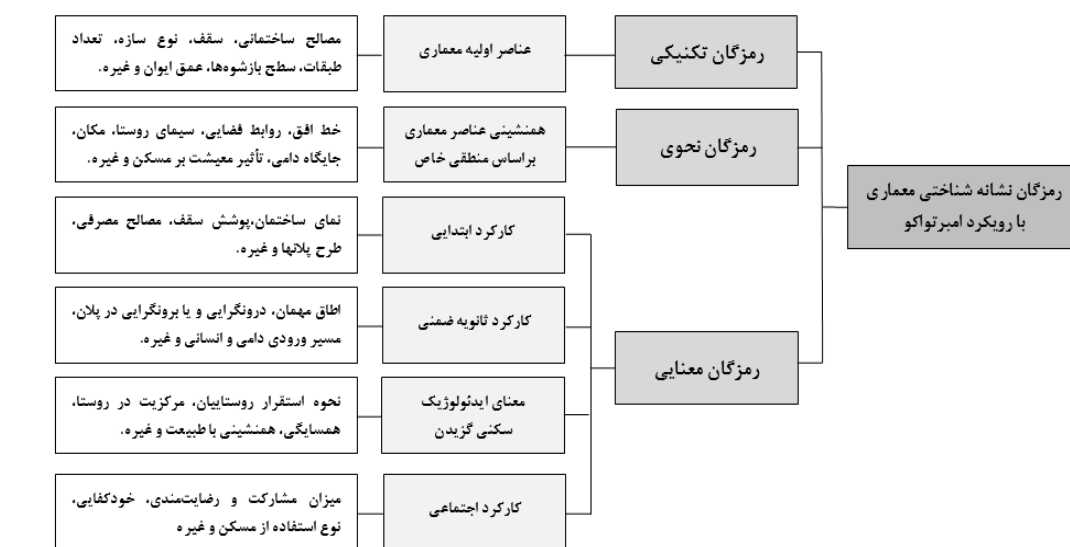 رمزگان نشانه شناختی معماری
با رویکرد امبرتواکو
رمزگان تکنیکی
عناصر اولیه معماری
مصالح ساختمانی، سقف، نوع سازه، تعداد
طبقات، سطح بازشوها، عمق ایوان و غیره.
رمزگان نحوی
همنشینی عناصر معماری
براساس منطقی خاص
خط افق، روابط فضایی، سیمای روستا، مکان،
جایگاه دامی، تأثیر معیشت بر مسکن و غیره.
رمزگان معنایی
کارکرد ابتدایی
نمای ساختمان،پوشش سقف، مصالح مصرفی،
طرح پلانها و غیره.
کارکرد ثانویه ضمنی
اطاق مهمان، درونگرایی و یا برونگرایی در پلان،
مسیر ورودی دامی و انسانی و غیره.
معنای ایدئولوژیک
سکنی گزیدن
نحوه استقرار روستاییان، مرکزیت در روستا،
همسایگی، همنشینی با طبیعت و غیره.
کارکرد اجتماعی
میزان مشارکت و رضایت‌مندی، خودکفایی،
نوع استفاده از مسکن و غیره